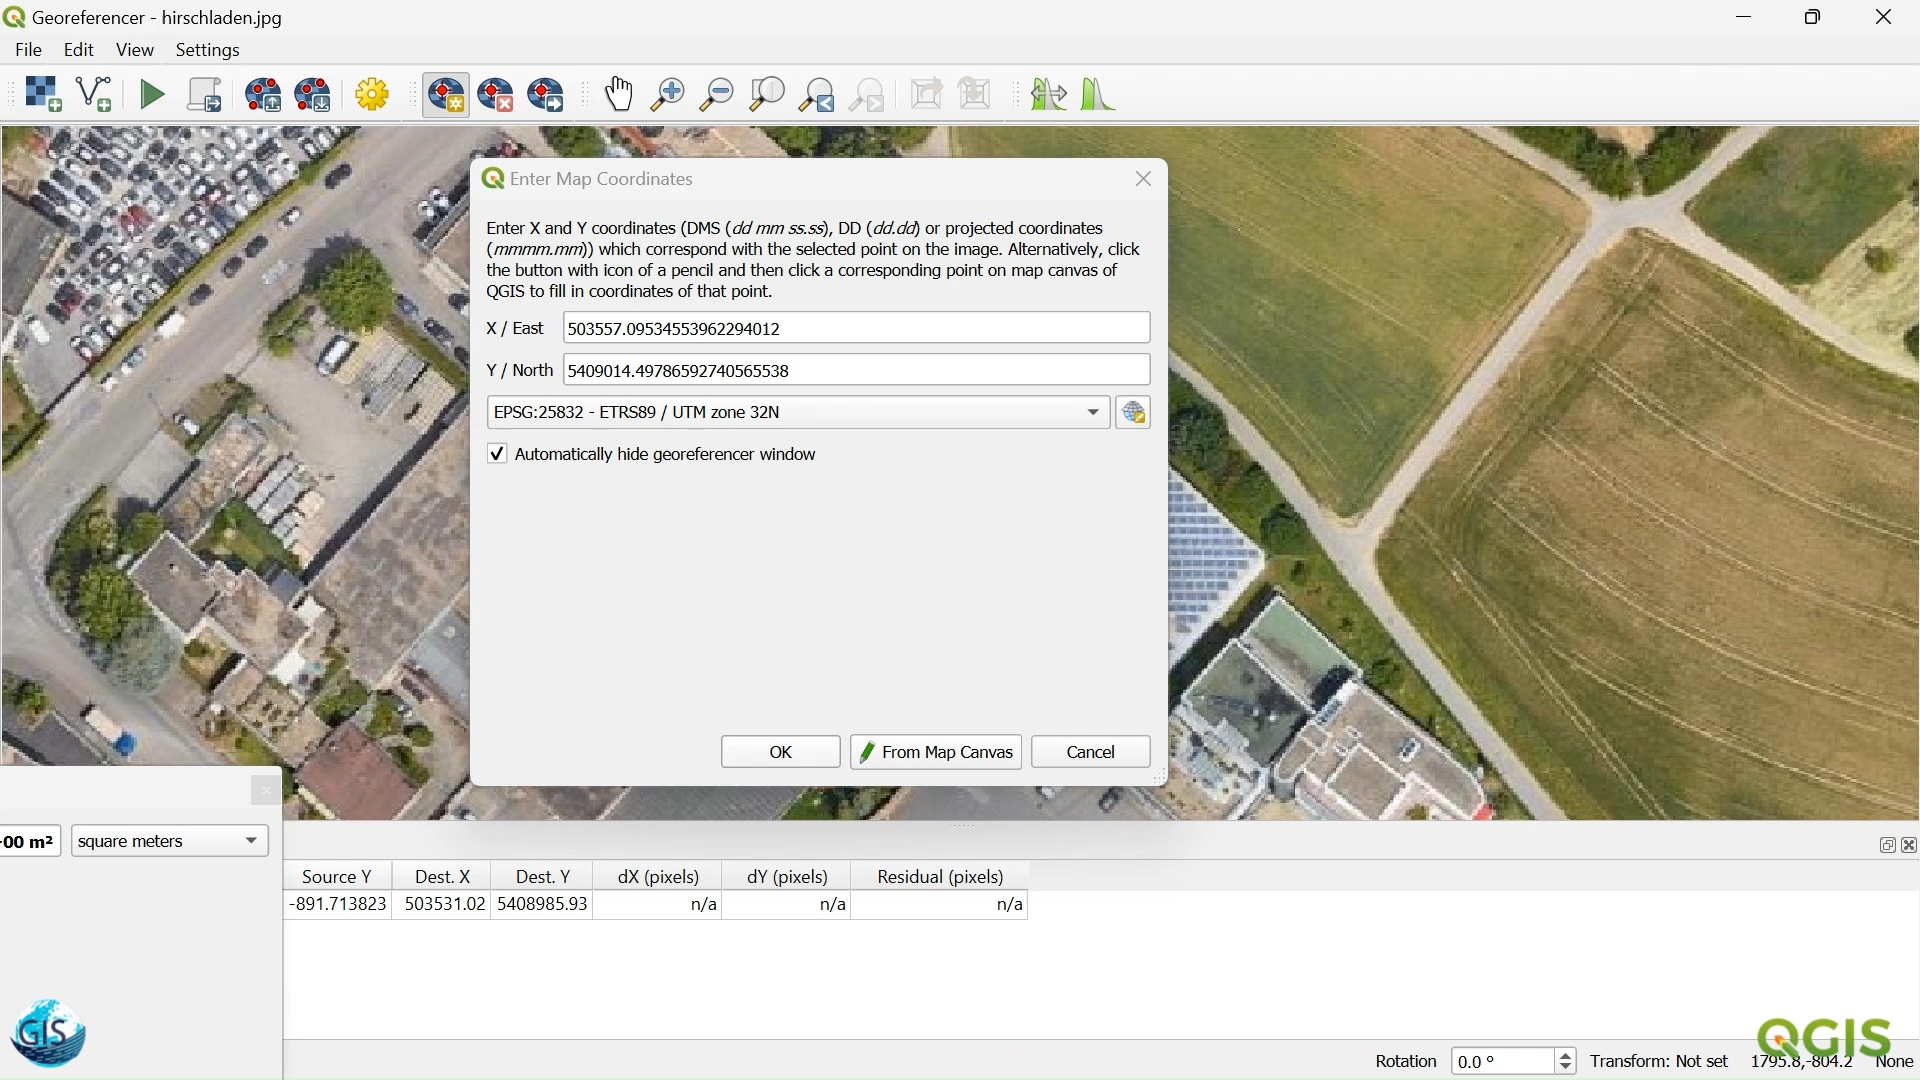 Georeferencer - hirschladen.jpg
File Edit View Settings
Enter Map Coordinates
Enter X and Y coordinates (DMS (dd mm ss.ss), DD (dd.dd) or projected coordinates
(mmmm.mm)) which correspond with the selected point on the image. Alternatively, click
the button with icon of a pencil and then click a corresponding point on map canvas of
QGIS to fill in coordinates of that point.
X / East 503557.09534553962294012
Y / North 5409014.49786592740565538
EPSG:25832 - ETRS89 / UTM zone 32N
Automatically hide georeferencer window
OK From Map Canvas Cancel
00 m² square meters
Source Y Dest. X Dest. Y dX (pixels) dY (pixels) Residual (pixels)
-891.713823 503531.02 5408985.93 n/a n/a n/a
GIS
QGIS
Rotation 0.0 ° Transform: Not set 1795.8,-804.2 None